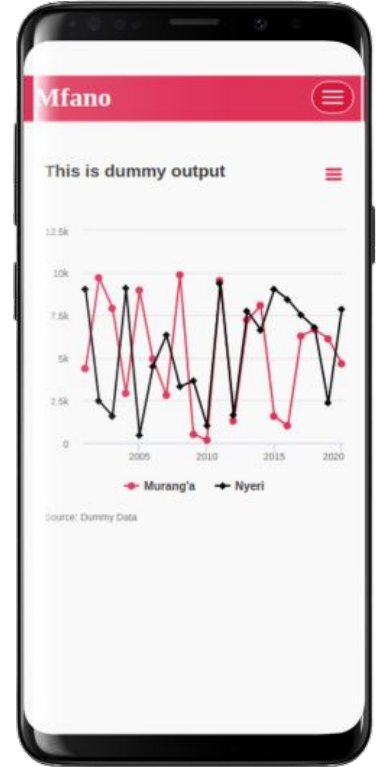 Mfano
This is dummy output
12.5k
10k
7.5k
5k
2.5k
0
2005 2010 2015 2020
Murang'a Nyeri
Source: Dummy Data